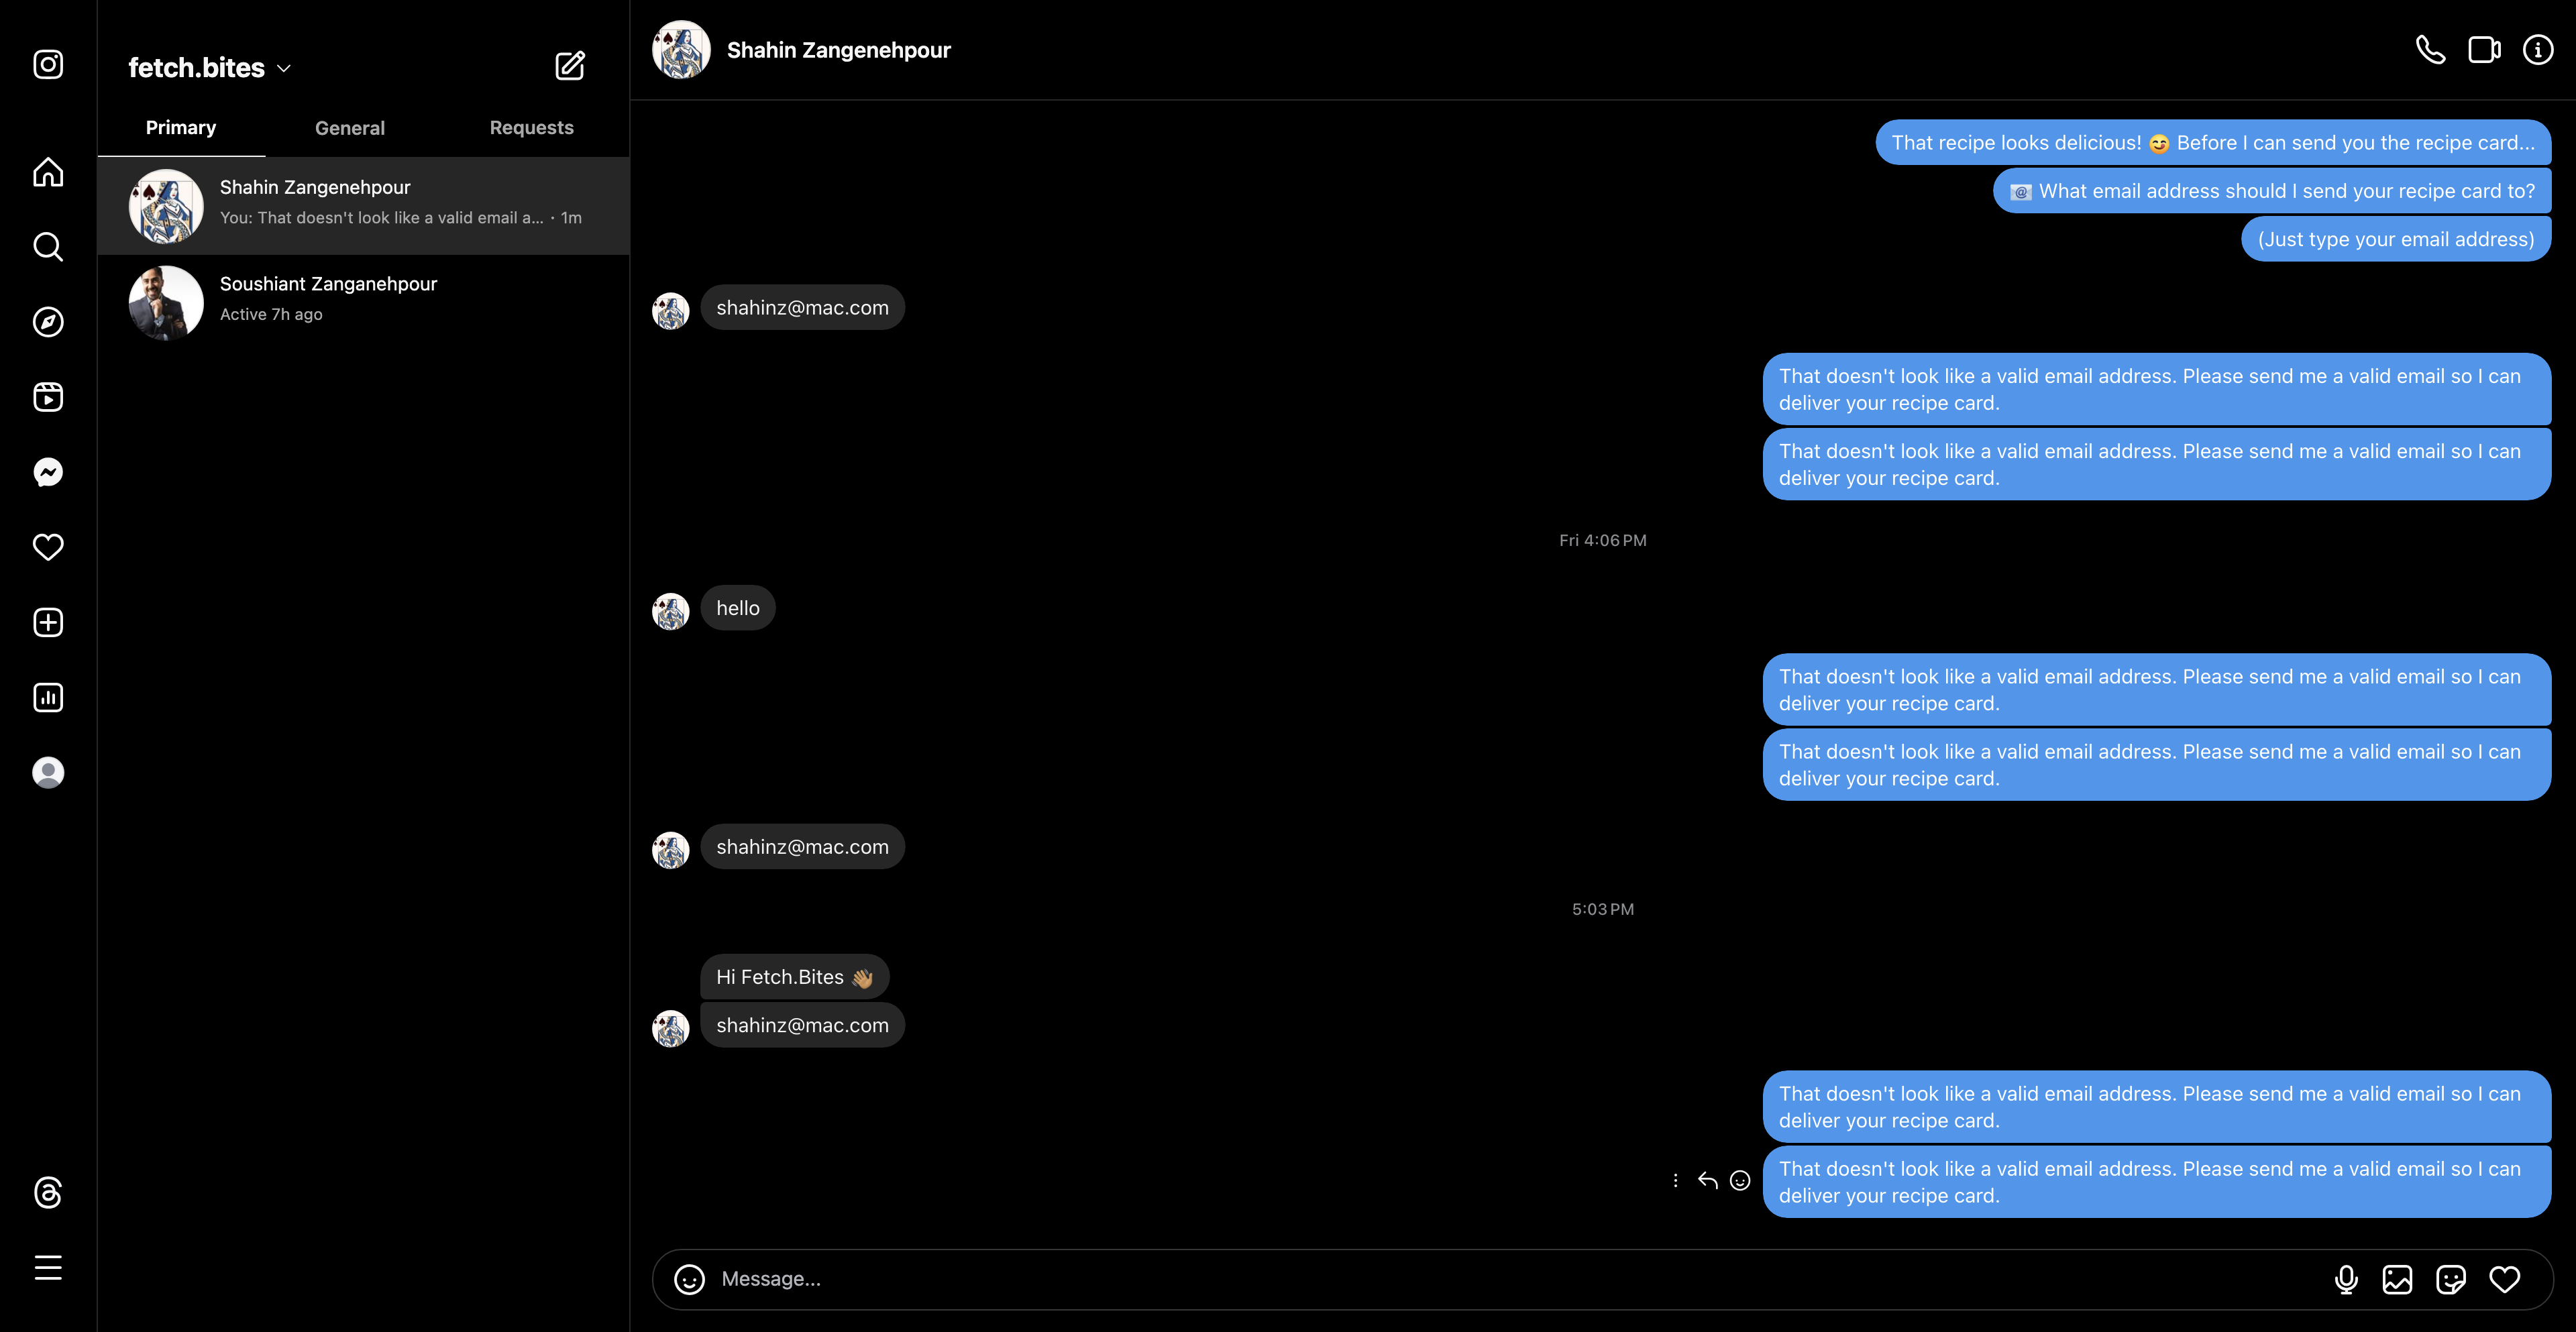 fetch.bites
Primary
General
Requests
Shahin Zangenehpour
You: That doesn't look like a valid email a... · 1m
Soushiant Zanganehpour
Active 7h ago
Shahin Zangenehpour
That recipe looks delicious! 😋 Before I can send you the recipe card...
📧 What email address should I send your recipe card to?
(Just type your email address)
shahinz@mac.com
That doesn't look like a valid email address. Please send me a valid email so I can
deliver your recipe card.
That doesn't look like a valid email address. Please send me a valid email so I can
deliver your recipe card.
Fri 4:06 PM
hello
That doesn't look like a valid email address. Please send me a valid email so I can
deliver your recipe card.
That doesn't look like a valid email address. Please send me a valid email so I can
deliver your recipe card.
shahinz@mac.com
5:03 PM
Hi Fetch.Bites 👋🏽
shahinz@mac.com
That doesn't look like a valid email address. Please send me a valid email so I can
deliver your recipe card.
That doesn't look like a valid email address. Please send me a valid email so I can
deliver your recipe card.
Message...